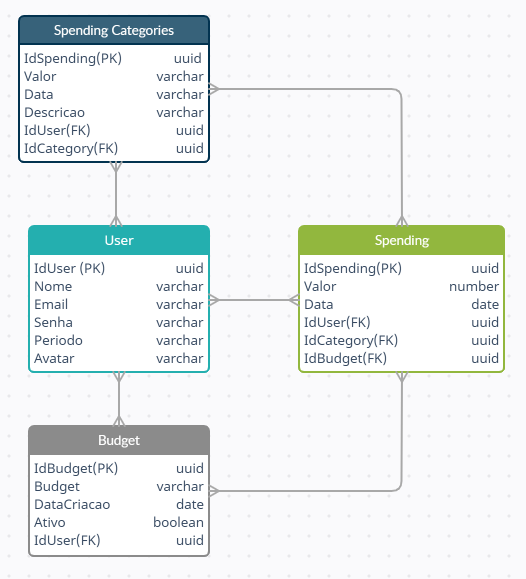 Spending Categories
IdSpending(PK) uuid
Valor varchar
Data varchar
Descricao varchar
IdUser(FK) uuid
IdCategory(FK) uuid
User
IdUser (PK) uuid
Nome varchar
Email varchar
Senha varchar
Periodo varchar
Avatar varchar
Spending
IdSpending(PK) uuid
Valor number
Data date
IdUser(FK) uuid
IdCategory(FK) uuid
IdBudget(FK) uuid
Budget
IdBudget(PK) uuid
Budget varchar
DataCriacao date
Ativo boolean
IdUser(FK) uuid